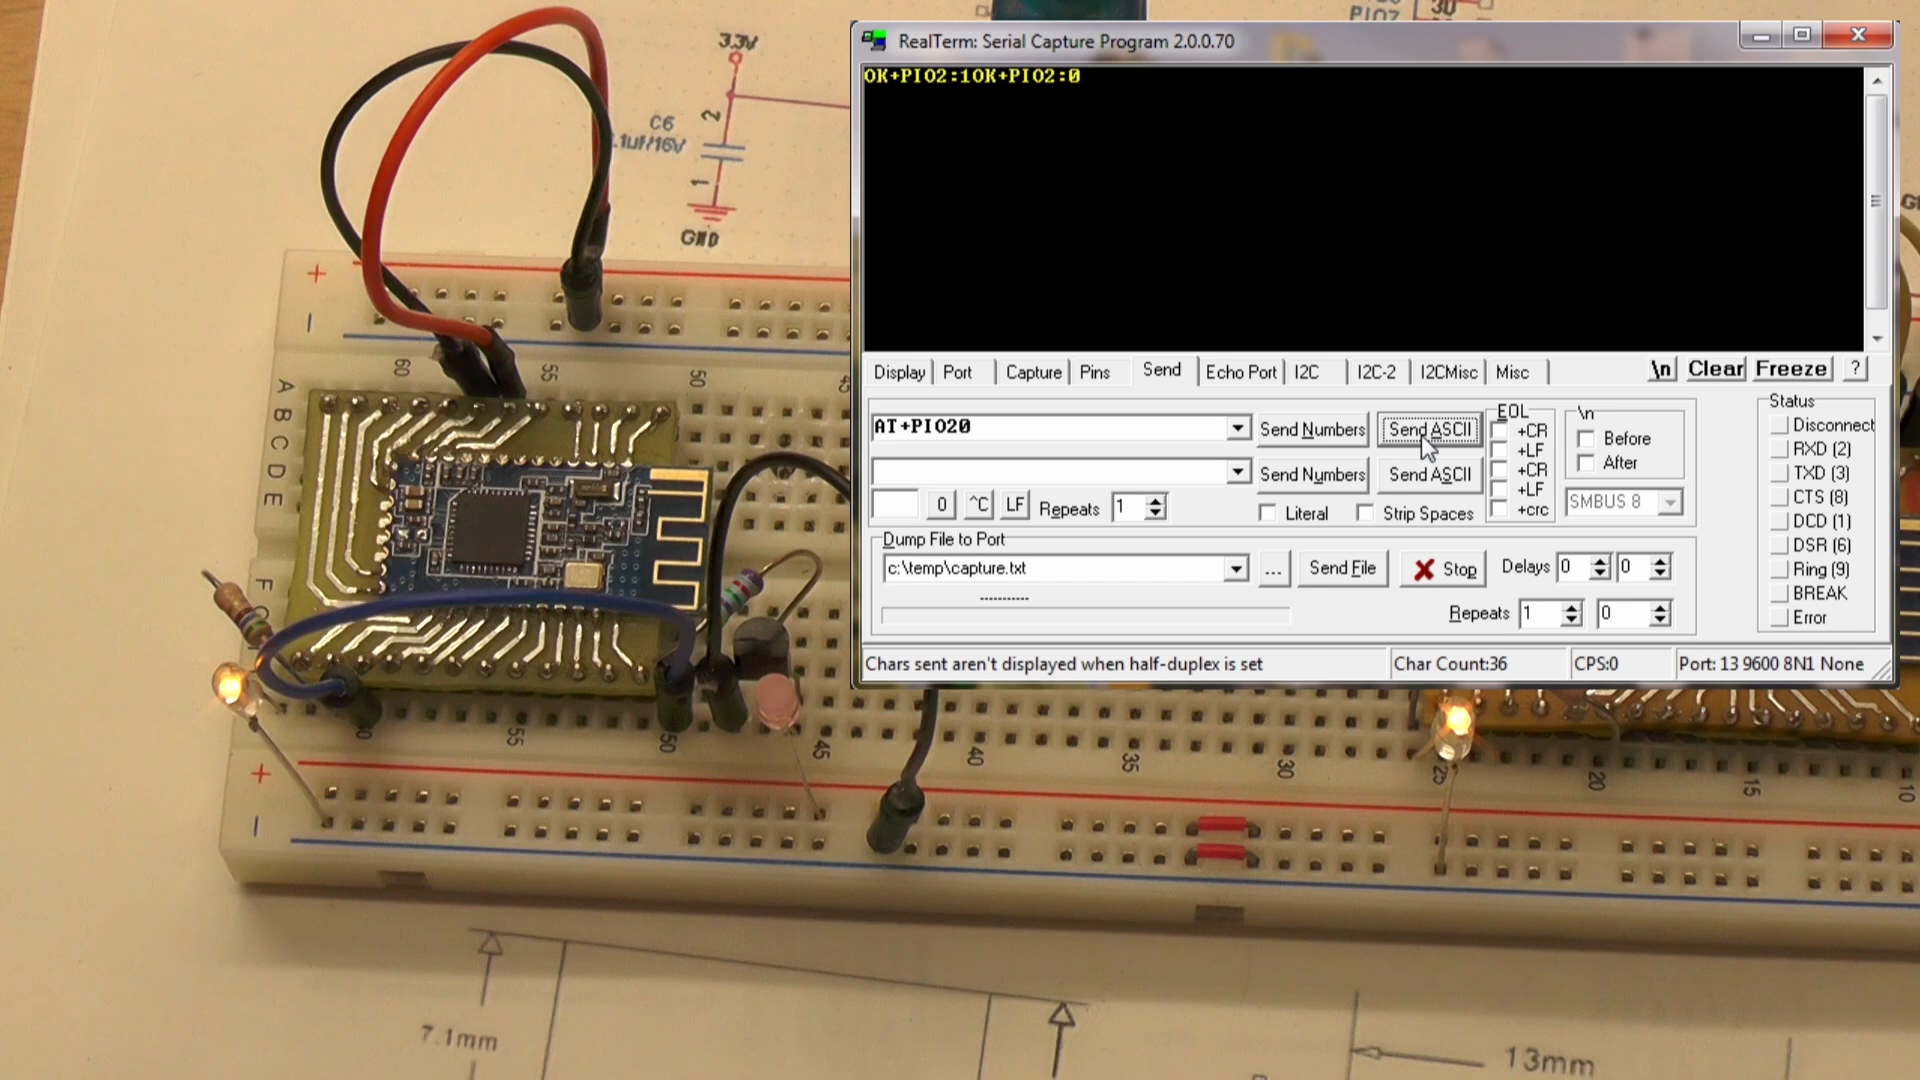 RealTerm: Serial Capture Program 2.0.0.70
OK+PIO2:1OK+PIO2:0
Display Port Capture Pins Send Echo Port I2C I2C-2 I2CMisc Misc \n Clear Freeze ?
AT+PIO20
Send Numbers Send ASCII
Send Numbers Send ASCII
0 ^C LF Repeats 1
Literal Strip Spaces
EOL
+CR
+LF
+CR
+LF
+crc
\n
Before
After
SMBUS 8
Dump File to Port
c:\temp\capture.txt ... Send File Stop Delays 0 0
Repeats 1 0
Status
Disconnect
RXD (2)
TXD (3)
CTS (8)
DCD (1)
DSR (6)
Ring (9)
BREAK
Error
Chars sent aren't displayed when half-duplex is set Char Count:36 CPS:0 Port: 13 9600 8N1 None
3.3V
2
C6
.1uF/16V
1
GND
PIO7
30
+
-
60 55 50 45
A
B
C
D
E
F
55 50 45 40 35 30 25 20 15 10
+
-
7.1mm
13mm